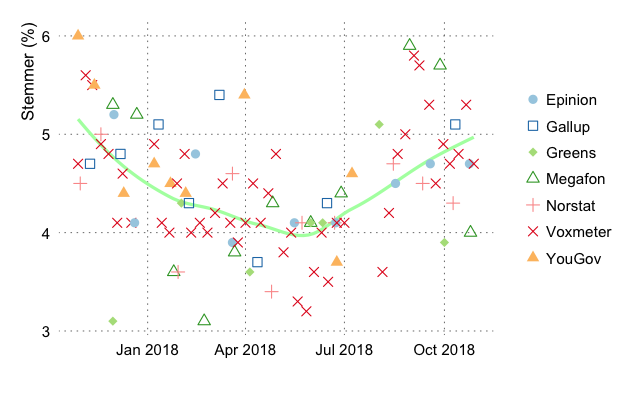 Stemmer (%)
6
5
4
3
Jan 2018
Apr 2018
Jul 2018
Oct 2018
Epinion
Gallup
Greens
Megafon
Norstat
Voxmeter
YouGov